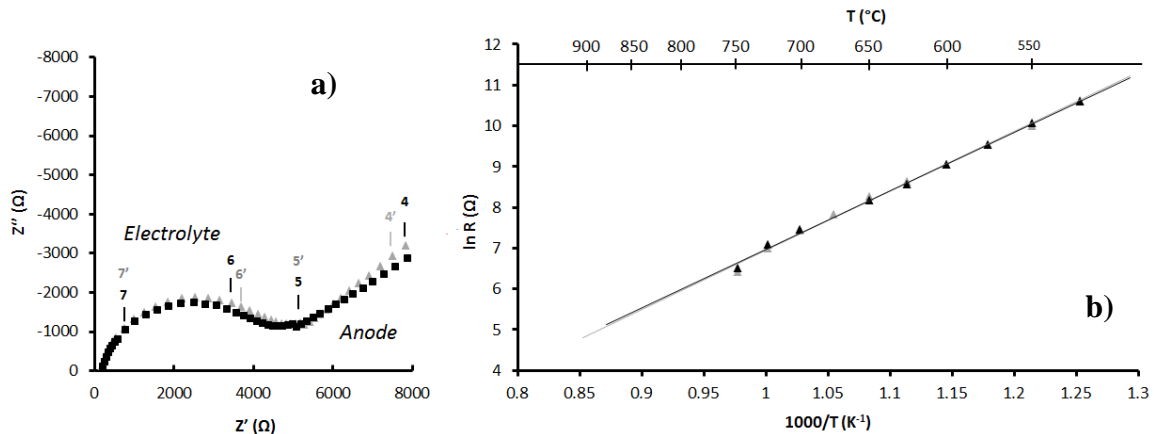 a)
-8000
-7000
-6000
-5000
-4000
-3000
-2000
-1000
0
Z'' (Ω)
0 2000 4000 6000 8000
Z' (Ω)
Electrolyte
Anode
7'
7
6
6'
5'
5
4'
4
T (°C)
900 850 800 750 700 650 600 550
12
11
10
9
8
7
6
5
4
ln R (Ω)
b)
0.8 0.85 0.9 0.95 1 1.05 1.1 1.15 1.2 1.25 1.3
1000/T (K-1)